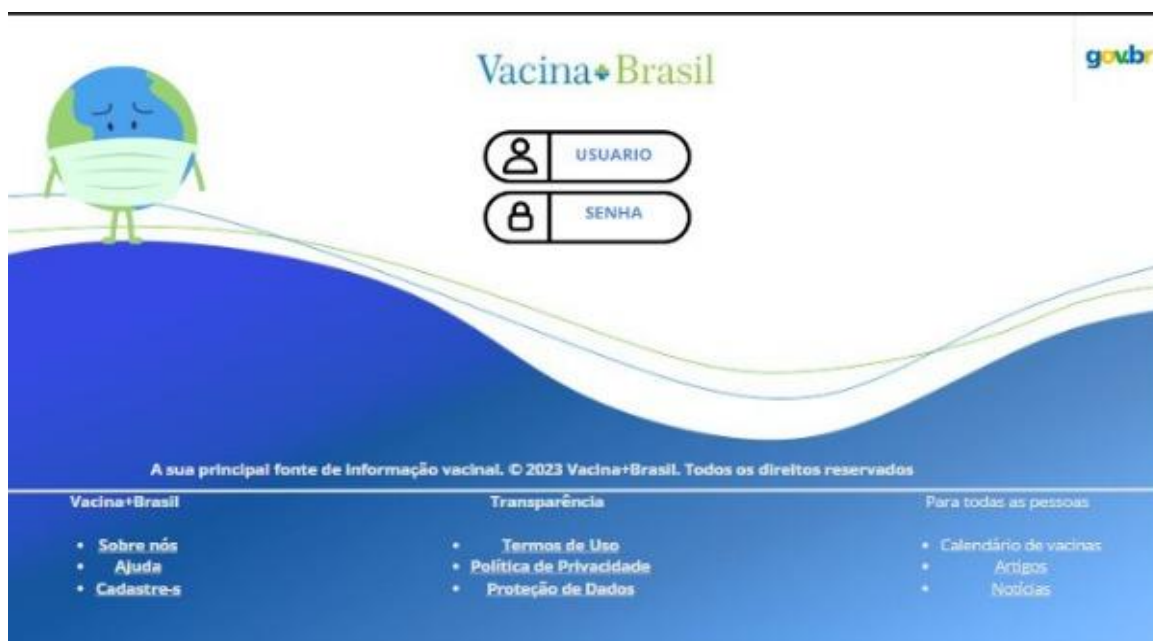 Vacina+Brasil
gov.br
USUARIO
SENHA
A sua principal fonte de informação vacinal. © 2023 Vacina+Brasil. Todos os direitos reservados
Vacina+Brasil
Sobre nós
Ajuda
Cadastre-s
Transparência
Termos de Uso
Política de Privacidade
Proteção de Dados
Para todas as pessoas
Calendário de vacinas
Artigos
Notícias